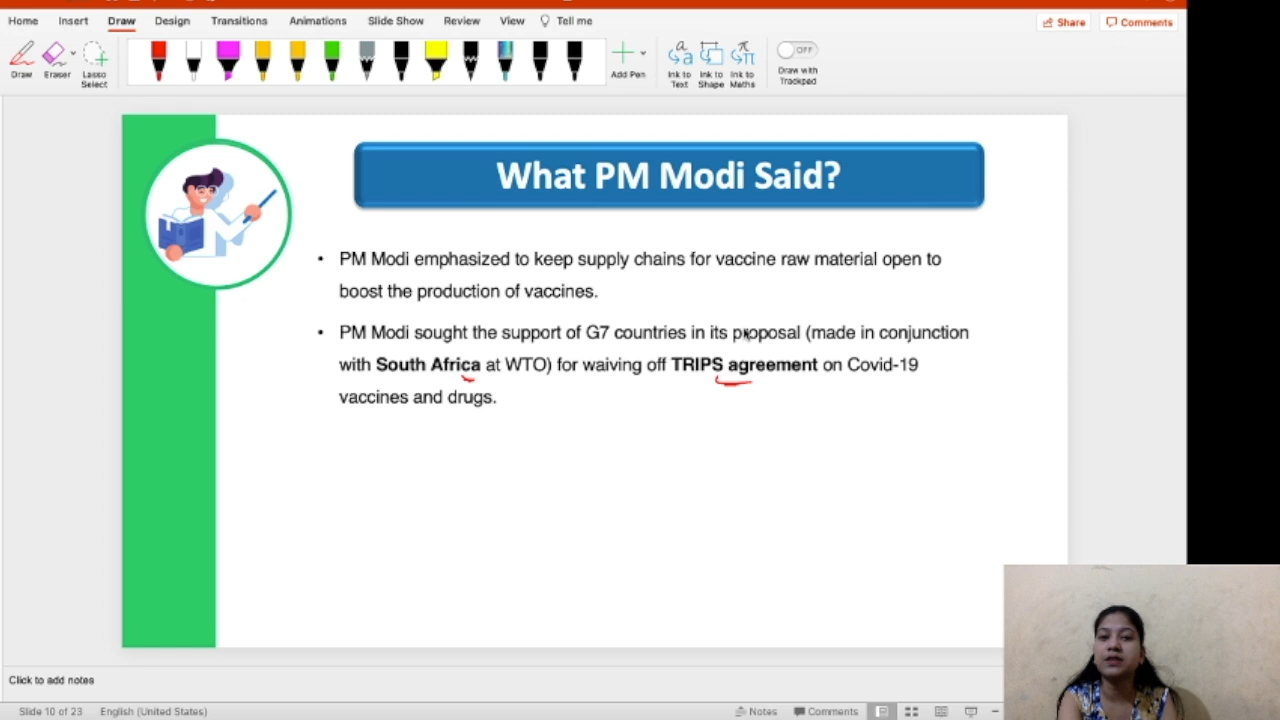 Home Insert Draw Design Transitions Animations Slide Show Review View Tell me Share Comments
Draw Eraser Lasso Select Add Pen Ink to Text Ink to Shape Ink to Maths OFF Draw with Trackpad
What PM Modi Said?
• PM Modi emphasized to keep supply chains for vaccine raw material open to
boost the production of vaccines.
• PM Modi sought the support of G7 countries in its proposal (made in conjunction
with South Africa at WTO) for waiving off TRIPS agreement on Covid-19
vaccines and drugs.
Click to add notes
Slide 10 of 23 English (United States) Notes Comments